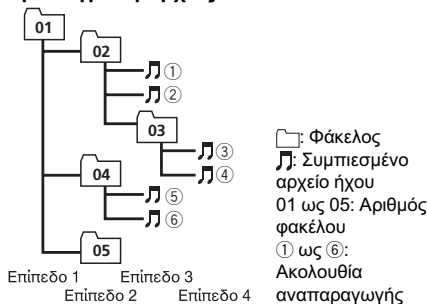 01
02
①
②
03
③
④
04
⑤
⑥
05
Επίπεδο 1
Επίπεδο 3
Επίπεδο 2
Επίπεδο 4
: Φάκελος
: Συμπιεσμένο
αρχείο ήχου
01 ως 05: Αριθμός
φακέλου
① ως ⑥:
Ακολουθία
αναπαραγωγής